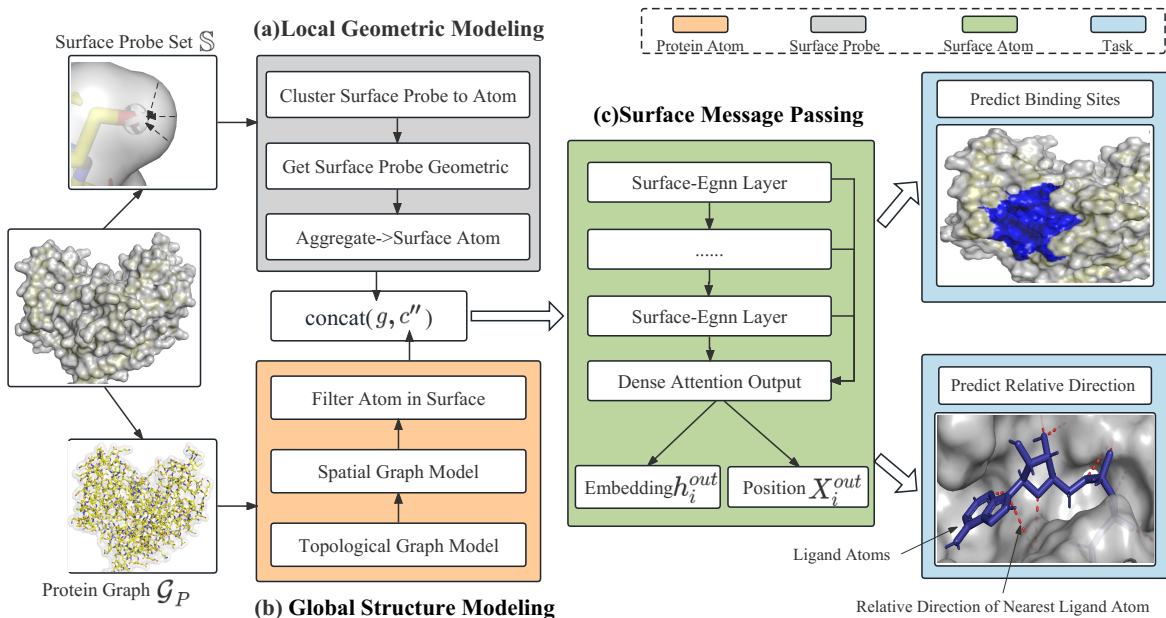 (a)Local Geometric Modeling
Surface Probe Set 𝕊
Protein Atom
Surface Probe
Surface Atom
Task
Cluster Surface Probe to Atom
Get Surface Probe Geometric
Aggregate->Surface Atom
concat(g, c″)
Filter Atom in Surface
Spatial Graph Model
Topological Graph Model
Protein Graph 𝒢_P
(b) Global Structure Modeling
(c)Surface Message Passing
Surface-Egnn Layer
......
Surface-Egnn Layer
Dense Attention Output
Embedding h_i^{out}
Position X_i^{out}
Predict Binding Sites
Predict Relative Direction
Ligand Atoms
Relative Direction of Nearest Ligand Atom